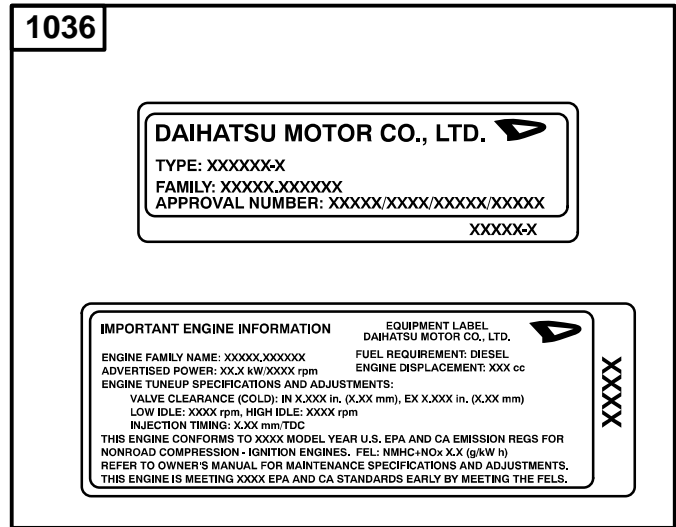 1036
DAIHATSU MOTOR CO., LTD.
TYPE: XXXXXX-X
FAMILY: XXXXX.XXXXXX
APPROVAL NUMBER: XXXXX/XXXX/XXXXX/XXXXX
XXXXX-X
IMPORTANT ENGINE INFORMATION
EQUIPMENT LABEL
DAIHATSU MOTOR CO., LTD.
ENGINE FAMILY NAME: XXXXX.XXXXXX
FUEL REQUIREMENT: DIESEL
ADVERTISED POWER: XX.X kW/XXXX rpm
ENGINE DISPLACEMENT: XXX cc
ENGINE TUNEUP SPECIFICATIONS AND ADJUSTMENTS:
VALVE CLEARANCE (COLD): IN X.XXX in. (X.XX mm), EX X.XXX in. (X.XX mm)
LOW IDLE: XXXX rpm, HIGH IDLE: XXXX rpm
INJECTION TIMING: X.XX mm/TDC
THIS ENGINE CONFORMS TO XXXX MODEL YEAR U.S. EPA AND CA EMISSION REGS FOR
NONROAD COMPRESSION - IGNITION ENGINES. FEL: NMHC+NOx X.X (g/kW h)
REFER TO OWNER'S MANUAL FOR MAINTENANCE SPECIFICATIONS AND ADJUSTMENTS.
THIS ENGINE IS MEETING XXXX EPA AND CA STANDARDS EARLY BY MEETING THE FELS.
XXXX